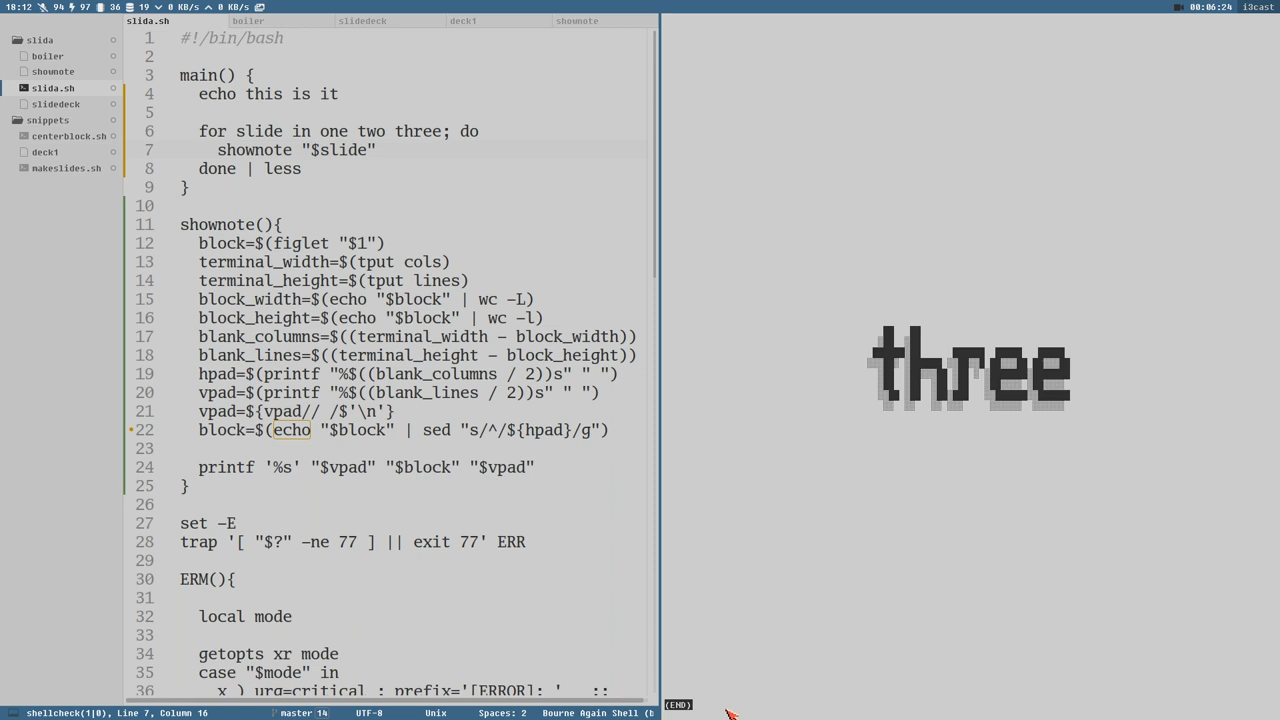 18:12 94 97 36 19 0 KB/s 0 KB/s
00:06:24 i3cast
slida.sh boiler slidedeck deck1 shownote
slida
boiler
shownote
slida.sh
slidedeck
snippets
centerblock.sh
deck1
makeslides.sh
1 #!/bin/bash
2
3 main() {
4 echo this is it
5
6 for slide in one two three; do
7 shownote "$slide"
8 done | less
9 }
10
11 shownote(){
12 block=$(figlet "$1")
13 terminal_width=$(tput cols)
14 terminal_height=$(tput lines)
15 block_width=$(echo "$block" | wc -L)
16 block_height=$(echo "$block" | wc -l)
17 blank_columns=$((terminal_width - block_width))
18 blank_lines=$((terminal_height - block_height))
19 hpad=$(printf "%$((blank_columns / 2))s" " ")
20 vpad=$(printf "%$((blank_lines / 2))s" " ")
21 vpad=${vpad// /$'\n'}
22 block=$(echo "$block" | sed "s/^/${hpad}/g")
23
24 printf '%s' "$vpad" "$block" "$vpad"
25 }
26
27 set -E
28 trap '[ "$?" -ne 77 ] || exit 77' ERR
29
30 ERM(){
31
32 local mode
33
34 getopts xr mode
35 case "$mode" in
36 x ) urg=critical ; prefix='[ERROR]: ' ;;
three
(END)
shellcheck(1|0), Line 7, Column 16 master 14 UTF-8 Unix Spaces: 2 Bourne Again Shell (b